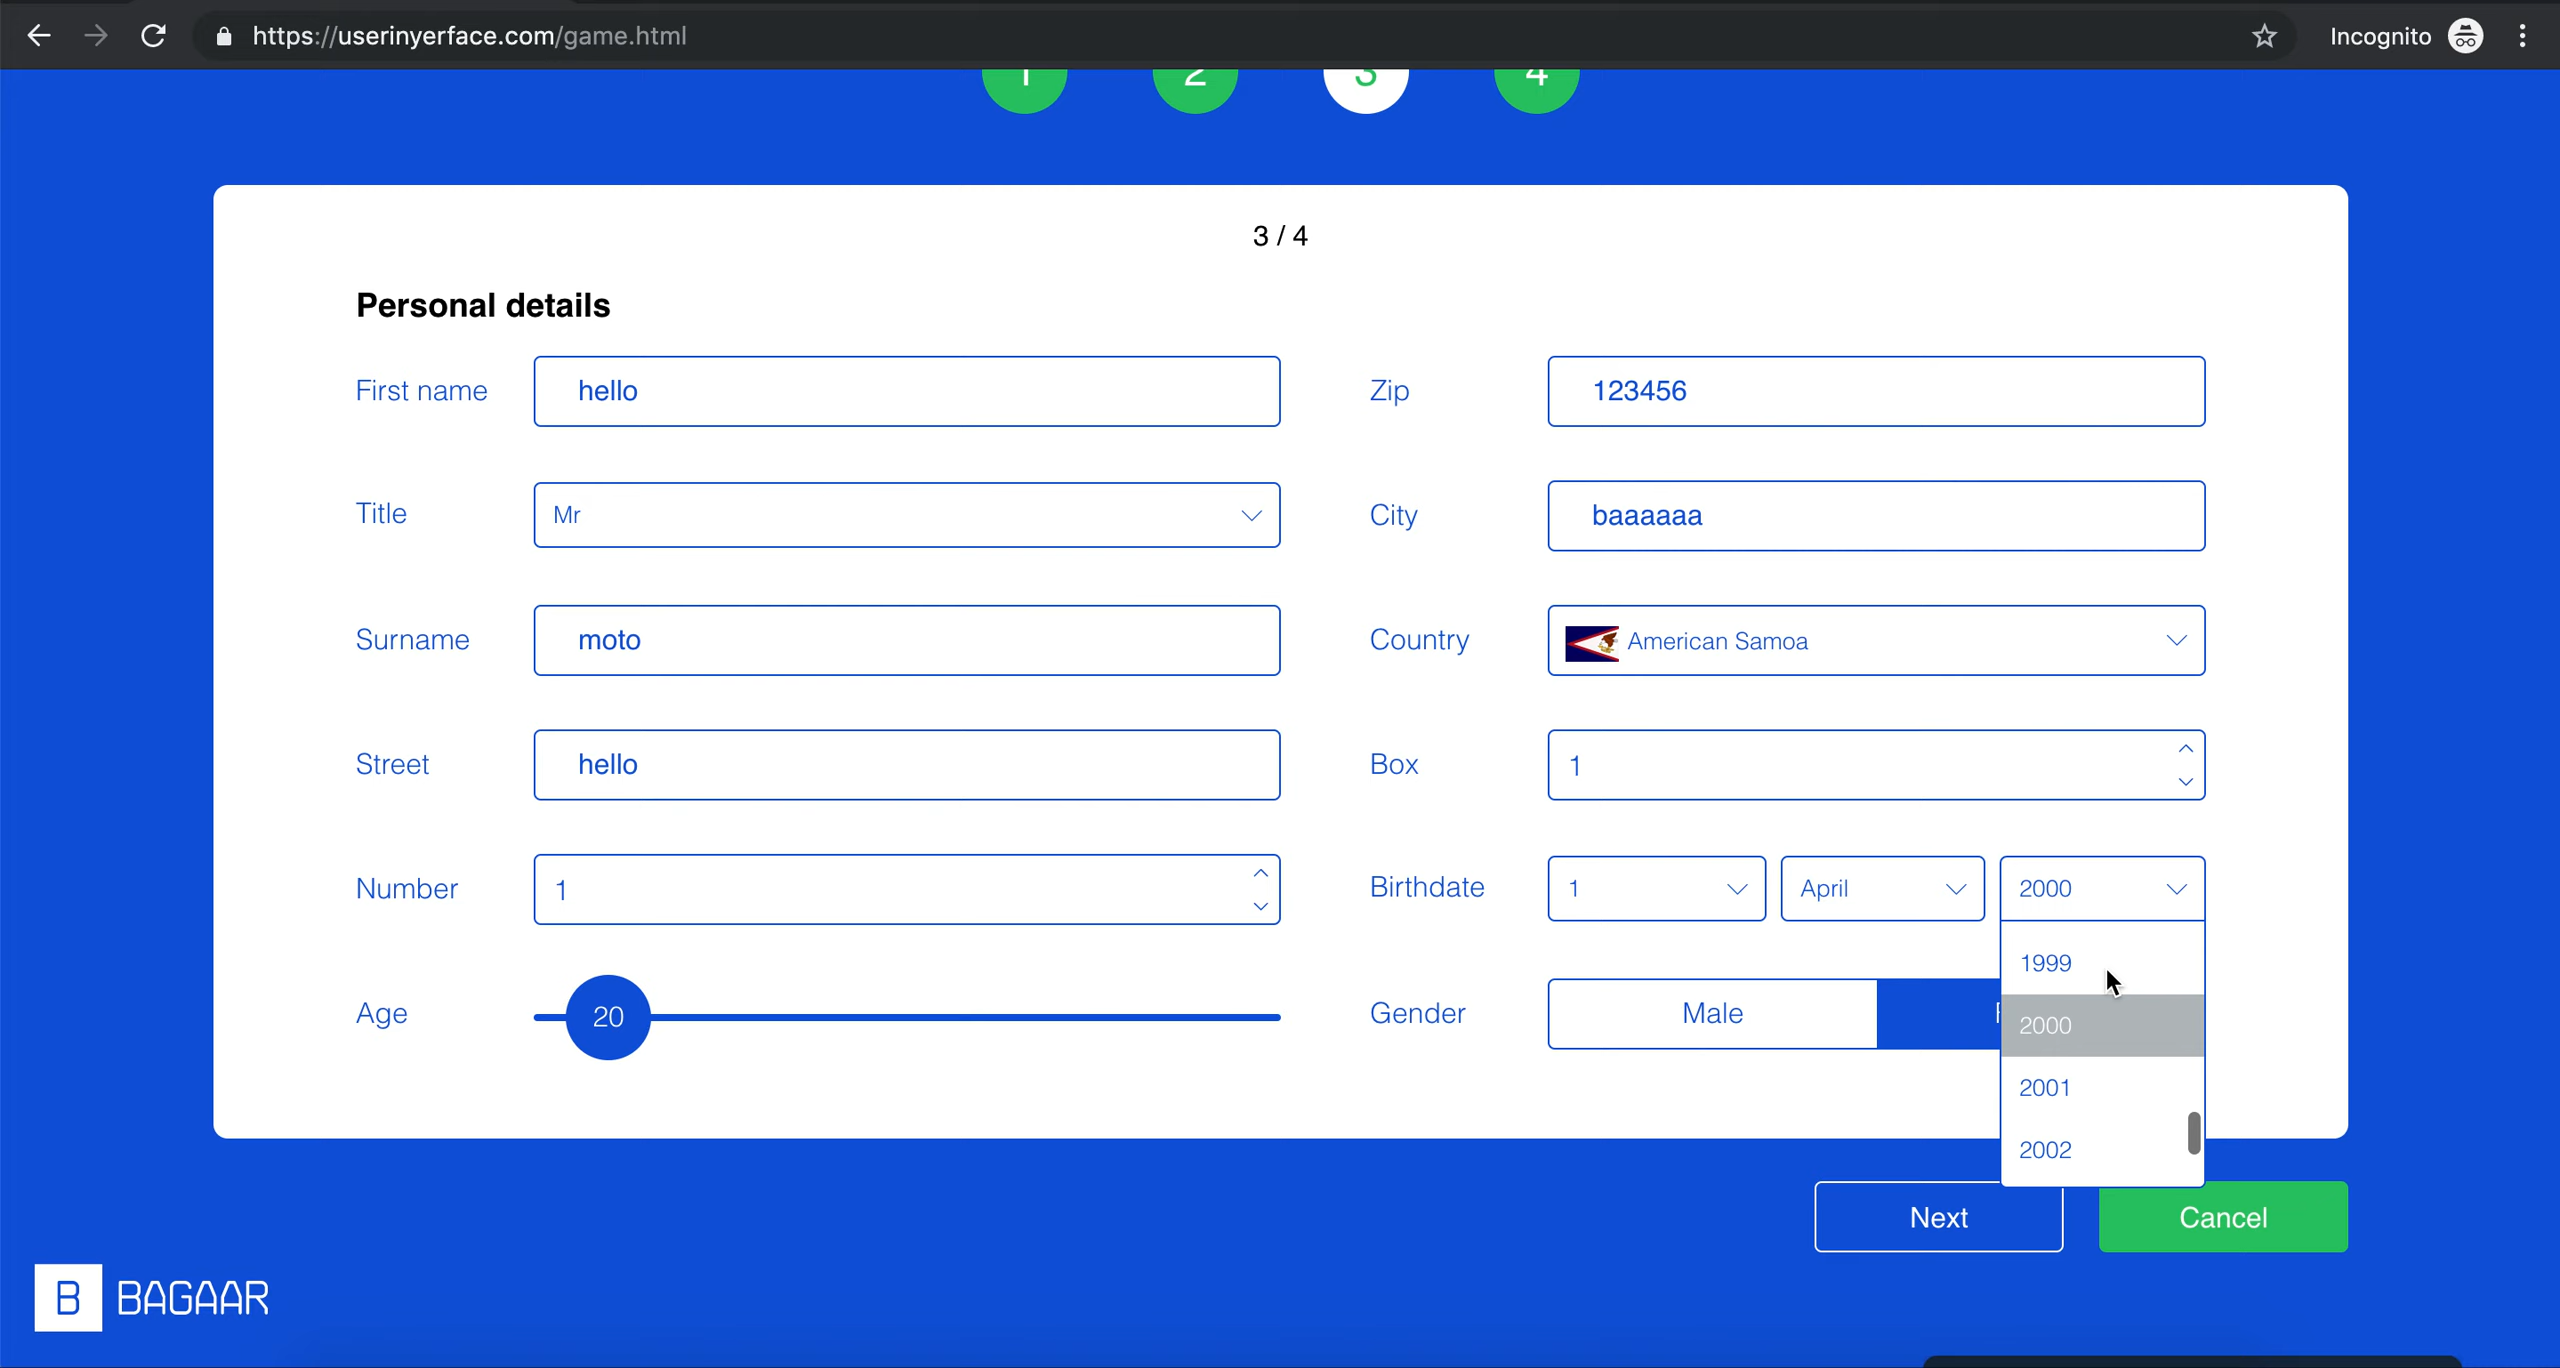 https://userinyerface.com/game.html
Incognito
1 2 3 4
3 / 4
Personal details
First name hello
Zip 123456
Title Mr
City baaaaaa
Surname moto
Country American Samoa
Street hello
Box 1
Number 1
Birthdate 1 April 2000
1999
2000
2001
2002
Age 20
Gender Male
Next Cancel
B BAGAAR